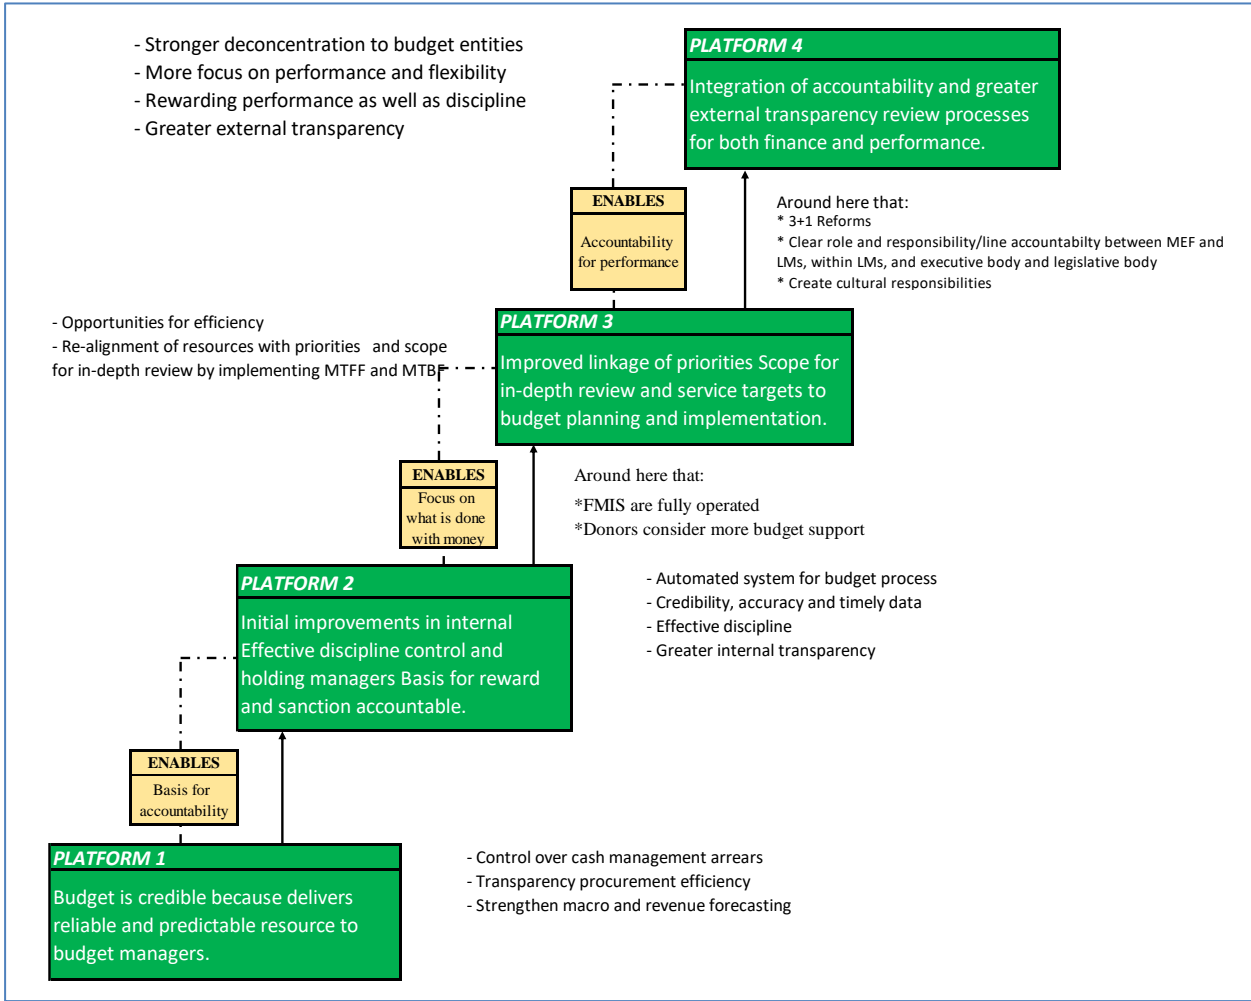 - Stronger deconcentration to budget entities
- More focus on performance and flexibility
- Rewarding performance as well as discipline
- Greater external transparency
PLATFORM 4
Integration of accountability and greater
external transparency review processes
for both finance and performance.
ENABLES
Accountability
for performance
Around here that:
* 3+1 Reforms
* Clear role and responsibility/line accountabilty between MEF and
LMs, within LMs, and executive body and legislative body
* Create cultural responsibilities
- Opportunities for efficiency
- Re-alignment of resources with priorities and scope
for in-depth review by implementing MTFF and MTBF
PLATFORM 3
Improved linkage of priorities Scope for
in-depth review and service targets to
budget planning and implementation.
ENABLES
Focus on
what is done
with money
Around here that:
*FMIS are fully operated
*Donors consider more budget support
PLATFORM 2
Initial improvements in internal
Effective discipline control and
holding managers Basis for reward
and sanction accountable.
- Automated system for budget process
- Credibility, accuracy and timely data
- Effective discipline
- Greater internal transparency
ENABLES
Basis for
accountability
PLATFORM 1
Budget is credible because delivers
reliable and predictable resource to
budget managers.
- Control over cash management arrears
- Transparency procurement efficiency
- Strengthen macro and revenue forecasting